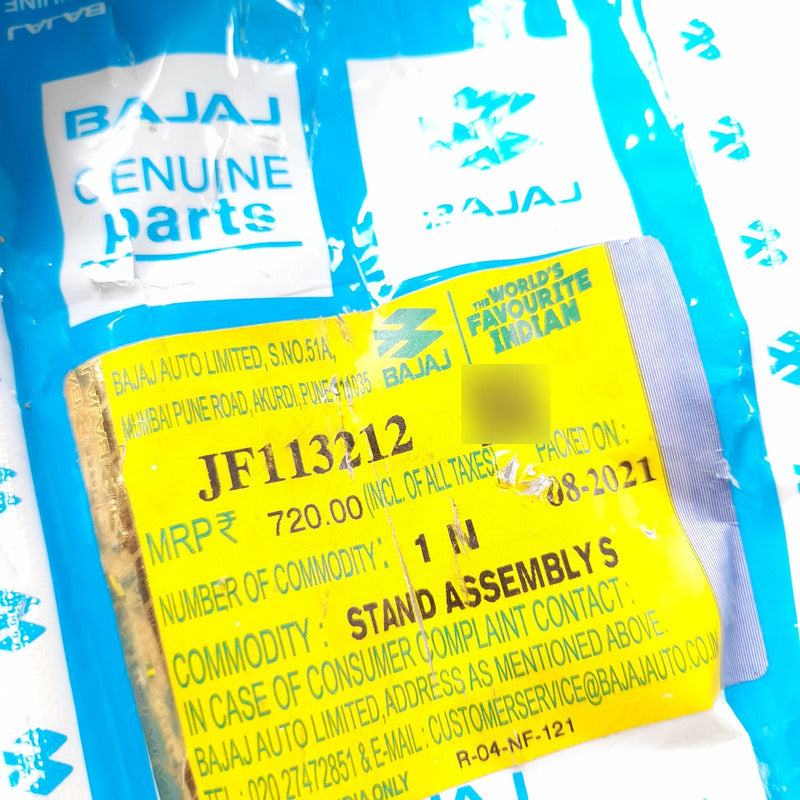 BAJAJ
GENUINE
parts
BAJAJ
BAJAJ
THE WORLD'S
FAVOURITE
INDIAN
BAJAJ AUTO LIMITED, S.NO.51A,
MUMBAI PUNE ROAD, AKURDI, PUNE 411035
JF113212
PACKED ON :
MRP ₹ 720.00 (INCL. OF ALL TAXES) 08-2021
NUMBER OF COMMODITY : 1 N
COMMODITY : STAND ASSEMBLY S
IN CASE OF CONSUMER COMPLAINT CONTACT :
BAJAJ AUTO LIMITED,ADDRESS AS MENTIONED ABOVE.
TEL : 020 27472851 & E-MAIL : CUSTOMERSERVICE@BAJAJAUTO.CO.IN
ONLY
R-04-NF-121
BAJAJ